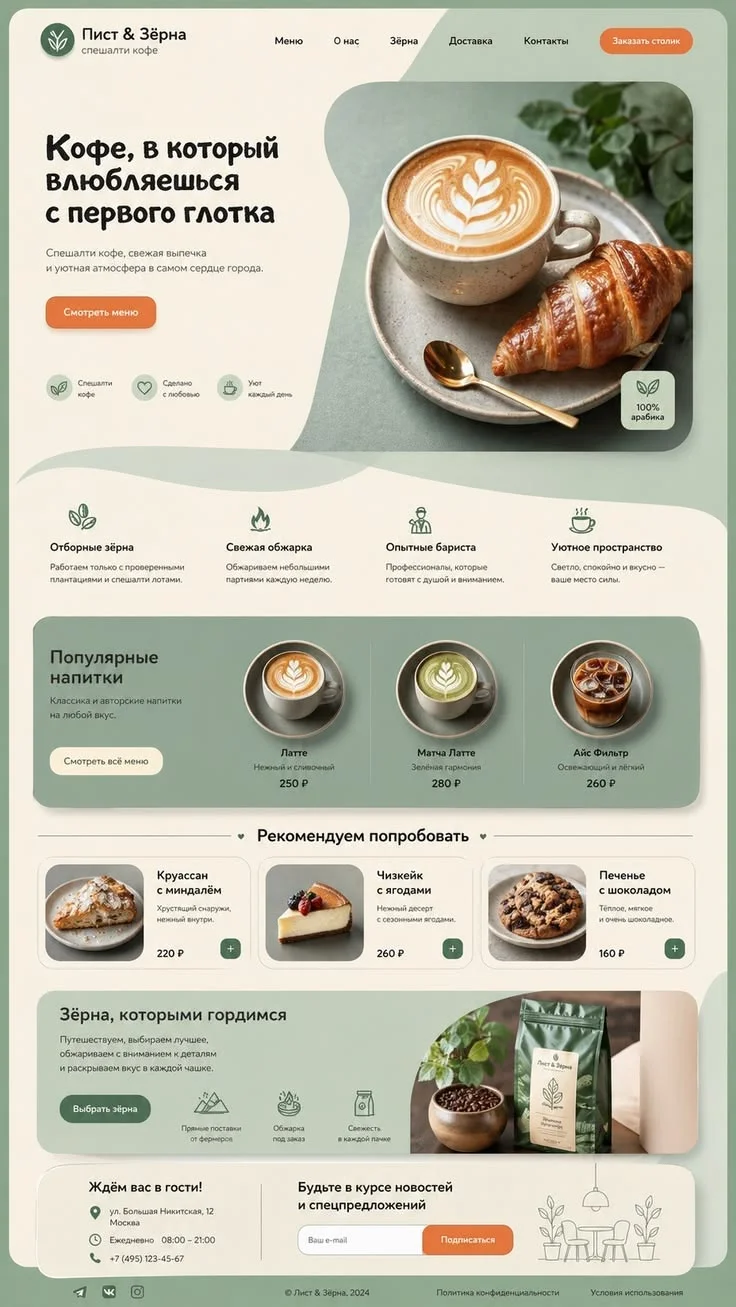 Пист & Зёрна
спешалти кофе
Меню
О нас
Зёрна
Доставка
Контакты
Заказать столик
Кофе, в который
влюбляешься
с первого глотка
Спешалти кофе, свежая выпечка
и уютная атмосфера в самом сердце города.
Смотреть меню
Спешалти
кофе
Сделано
с любовью
Уют
каждый день
100%
арабика
Отборные зёрна
Работаем только с проверенными
плантациями и спешалти лотами.
Свежая обжарка
Обжариваем небольшими
партиями каждую неделю.
Опытные бариста
Профессионалы, которые
готовят с душой и вниманием.
Уютное пространство
Светло, спокойно и вкусно —
ваше место силы.
Популярные
напитки
Классика и авторские напитки
на любой вкус.
Смотреть всё меню
Латте
Нежный и сливочный
250 ₽
Матча Латте
Зелёная гармония
280 ₽
Айс Фильтр
Освежающий и лёгкий
260 ₽
Рекомендуем попробовать
Круассан
с миндалём
Хрустящий снаружи,
нежный внутри.
220 ₽
+
Чизкейк
с ягодами
Нежный десерт
с сезонными ягодами.
260 ₽
+
Печенье
с шоколадом
Тёплое, мягкое
и очень шоколадное.
160 ₽
+
Зёрна, которыми гордимся
Путешествуем, выбираем лучшее,
обжариваем с вниманием к деталям
и раскрываем вкус в каждой чашке.
Выбрать зёрна
Прямые поставки
от фермеров
Обжарка
под заказ
Свежесть
в каждой пачке
Лист & Зёрна
Ждём вас в гости!
ул. Большая Никитская, 12
Москва
Ежедневно 08:00 – 21:00
+7 (495) 123-45-67
Будьте в курсе новостей
и спецпредложений
Ваш e-mail
Подписаться
© Лист & Зёрна, 2024
Политика конфиденциальности
Условия использования